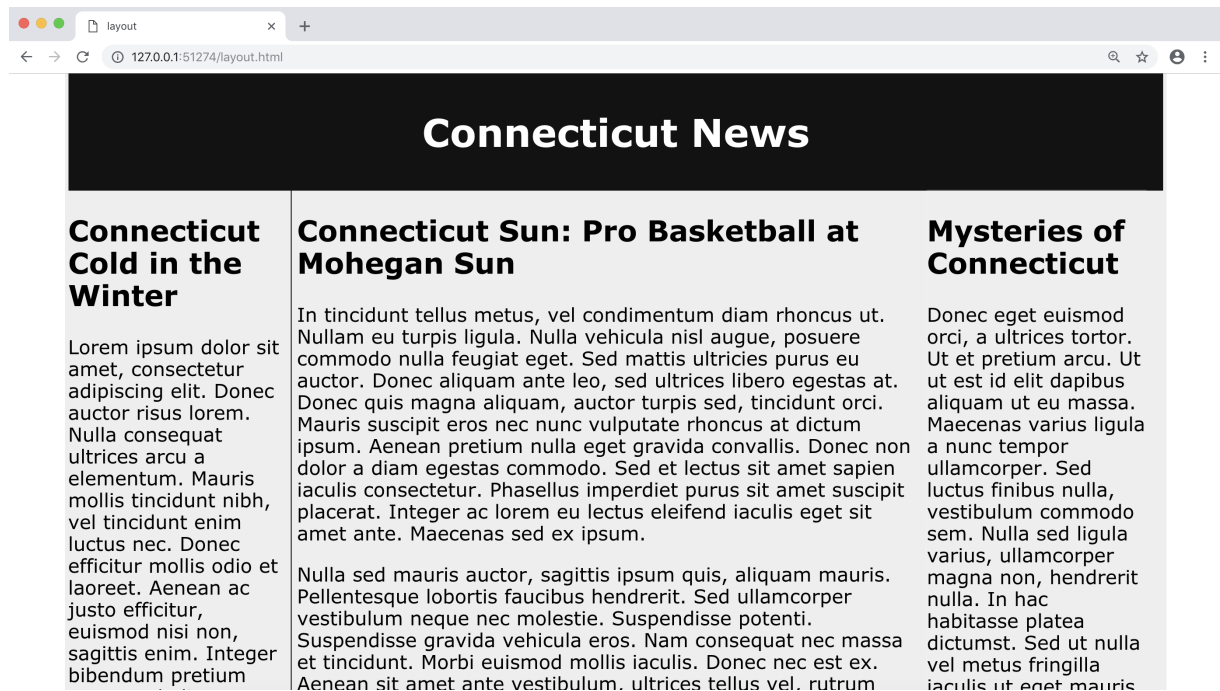 layout
127.0.0.1:51274/layout.html
Connecticut News
Connecticut
Cold in the
Winter
Lorem ipsum dolor sit
amet, consectetur
adipiscing elit. Donec
auctor risus lorem.
Nulla consequat
ultrices arcu a
elementum. Mauris
mollis tincidunt nibh,
vel tincidunt enim
luctus nec. Donec
efficitur mollis odio et
laoreet. Aenean ac
justo efficitur,
euismod nisi non,
sagittis enim. Integer
bibendum pretium
Connecticut Sun: Pro Basketball at
Mohegan Sun
In tincidunt tellus metus, vel condimentum diam rhoncus ut.
Nullam eu turpis ligula. Nulla vehicula nisl augue, posuere
commodo nulla feugiat eget. Sed mattis ultricies purus eu
auctor. Donec aliquam ante leo, sed ultrices libero egestas at.
Donec quis magna aliquam, auctor turpis sed, tincidunt orci.
Mauris suscipit eros nec nunc vulputate rhoncus at dictum
ipsum. Aenean pretium nulla eget gravida convallis. Donec non
dolor a diam egestas commodo. Sed et lectus sit amet sapien
iaculis consectetur. Phasellus imperdiet purus sit amet suscipit
placerat. Integer ac lorem eu lectus eleifend iaculis eget sit
amet ante. Maecenas sed ex ipsum.
Nulla sed mauris auctor, sagittis ipsum quis, aliquam mauris.
Pellentesque lobortis faucibus hendrerit. Sed ullamcorper
vestibulum neque nec molestie. Suspendisse potenti.
Suspendisse gravida vehicula eros. Nam consequat nec massa
et tincidunt. Morbi euismod mollis iaculis. Donec nec est ex.
Aenean sit amet ante vestibulum, ultrices tellus vel, rutrum
Mysteries of
Connecticut
Donec eget euismod
orci, a ultrices tortor.
Ut et pretium arcu. Ut
ut est id elit dapibus
aliquam ut eu massa.
Maecenas varius ligula
a nunc tempor
ullamcorper. Sed
luctus finibus nulla,
vestibulum commodo
sem. Nulla sed ligula
varius, ullamcorper
magna non, hendrerit
nulla. In hac
habitasse platea
dictumst. Sed ut nulla
vel metus fringilla
iaculis ut eget mauris